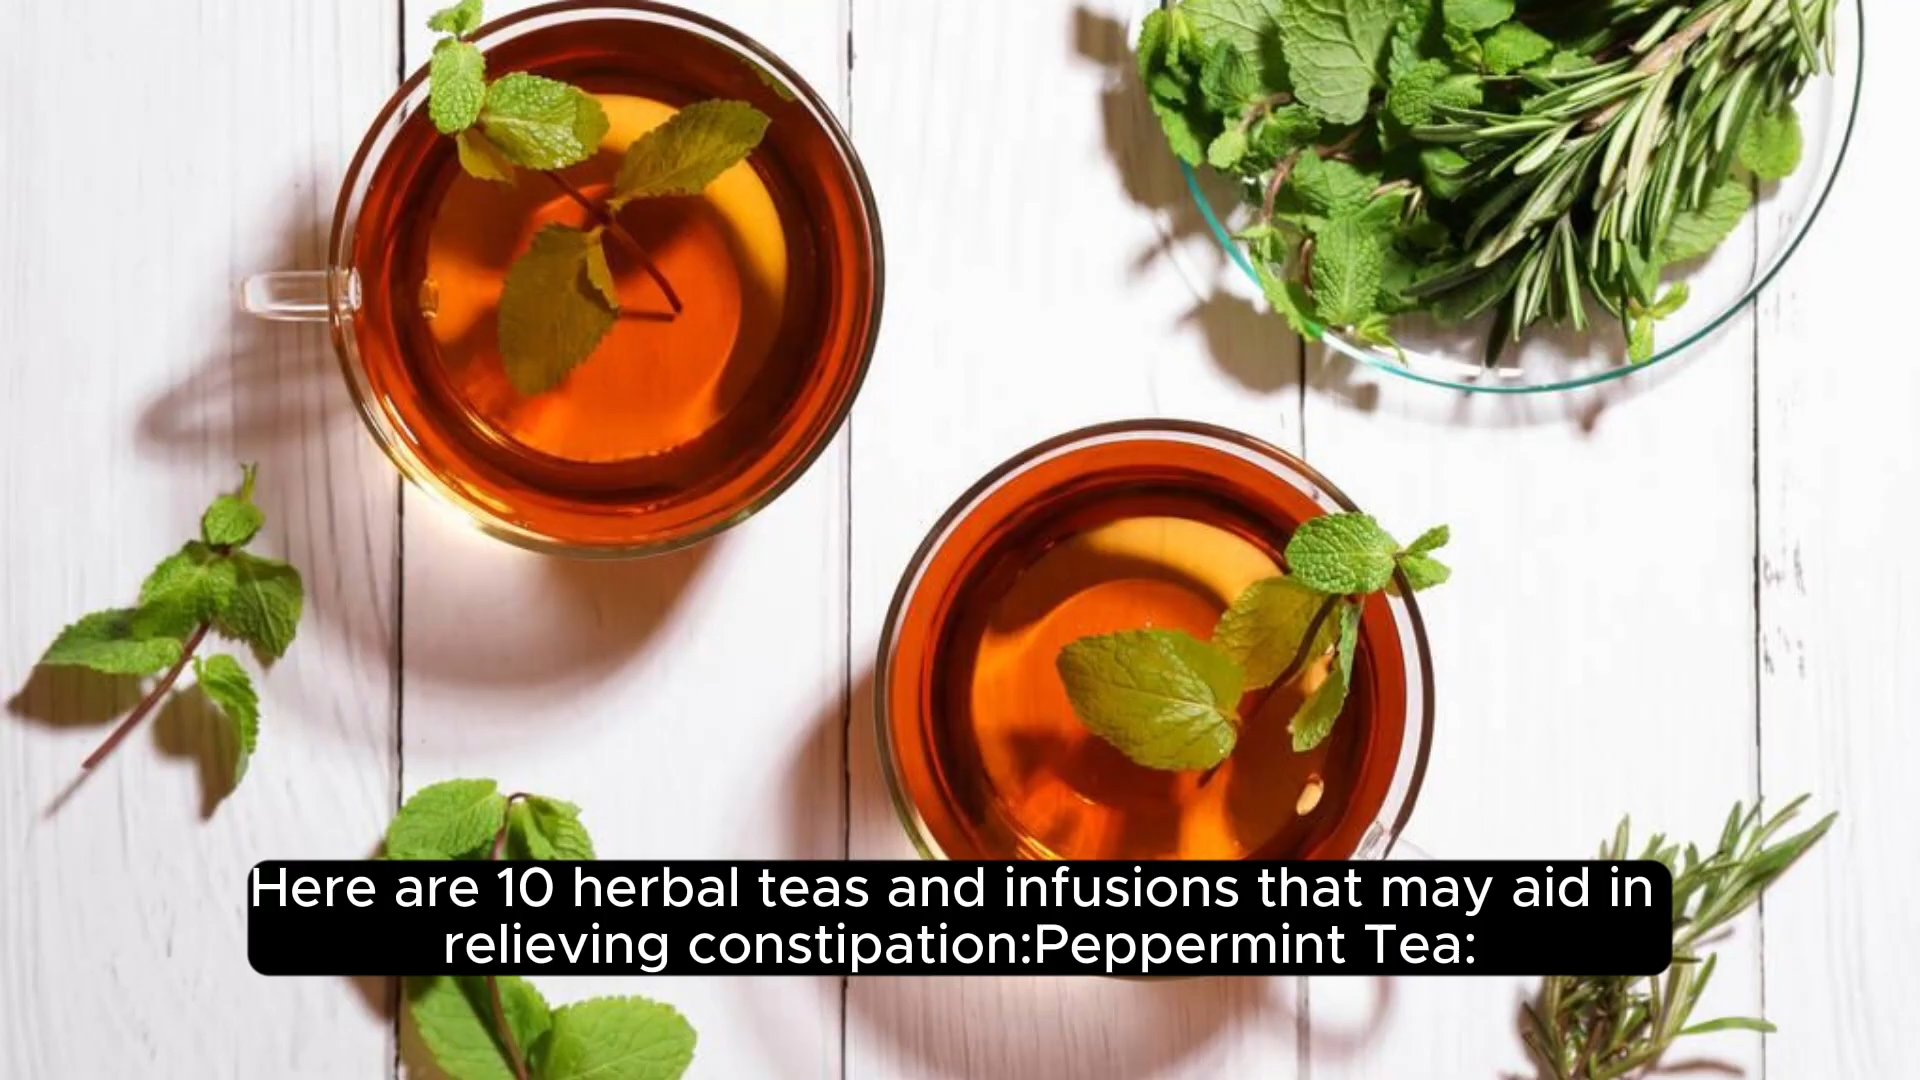 Here are 10 herbal teas and infusions that may aid in
relieving constipation:Peppermint Tea: